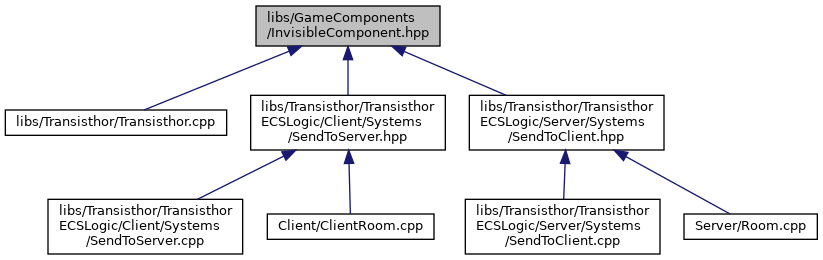 libs/GameComponents
/InvisibleComponent.hpp
libs/Transisthor/Transisthor.cpp
libs/Transisthor/Transisthor
ECSLogic/Client/Systems
/SendToServer.hpp
libs/Transisthor/Transisthor
ECSLogic/Server/Systems
/SendToClient.hpp
libs/Transisthor/Transisthor
ECSLogic/Client/Systems
/SendToServer.cpp
Client/ClientRoom.cpp
libs/Transisthor/Transisthor
ECSLogic/Server/Systems
/SendToClient.cpp
Server/Room.cpp